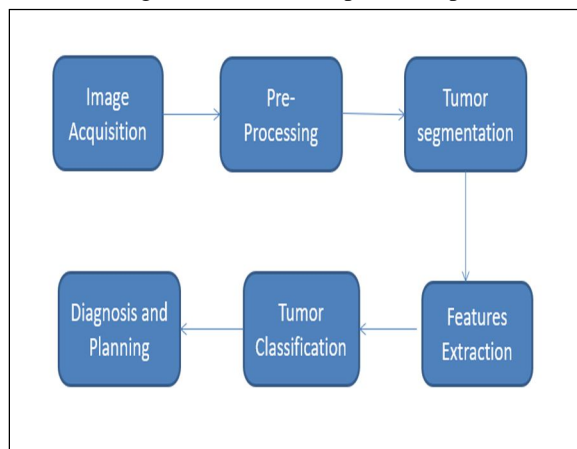 Image
Acquisition
Pre-
Processing
Tumor
segmentation
Features
Extraction
Tumor
Classification
Diagnosis and
Planning